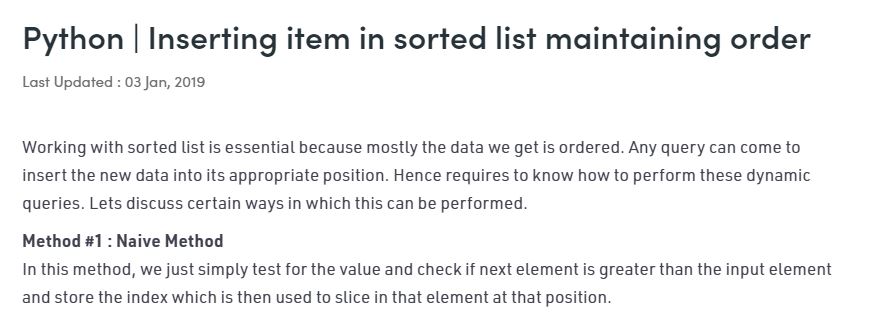 Python | Inserting item in sorted list maintaining order
Last Updated : 03 Jan, 2019
Working with sorted list is essential because mostly the data we get is ordered. Any query can come to
insert the new data into its appropriate position. Hence requires to know how to perform these dynamic
queries. Lets discuss certain ways in which this can be performed.
Method #1 : Naive Method
In this method, we just simply test for the value and check if next element is greater than the input element
and store the index which is then used to slice in that element at that position.